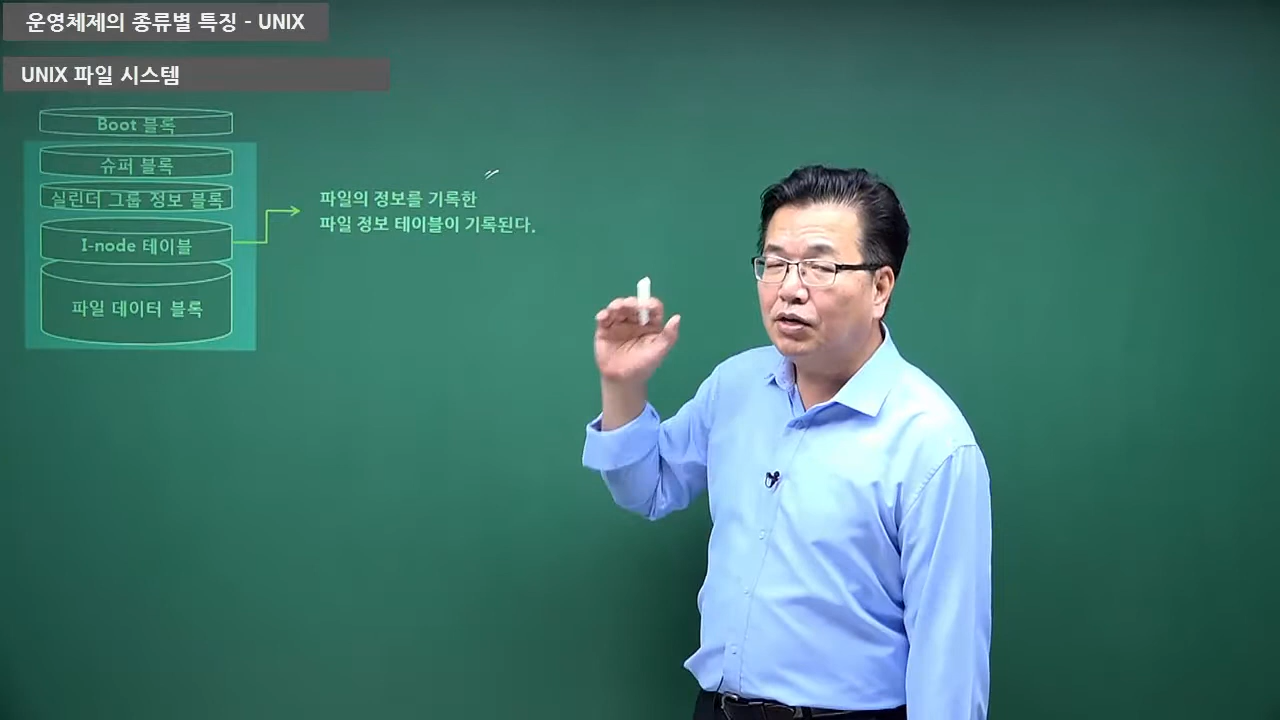 운영체제의 종류별 특징 - UNIX
UNIX 파일 시스템
Boot 블록
슈퍼 블록
실린더 그룹 정보 블록
I-node 테이블
파일 데이터 블록
파일의 정보를 기록한
파일 정보 테이블이 기록된다.